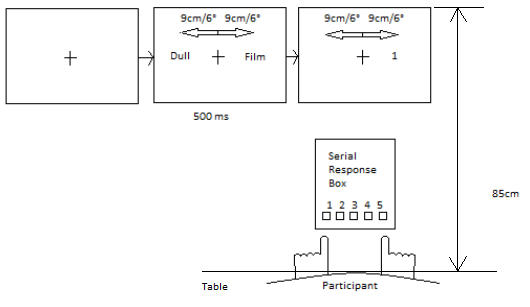 9cm/6° 9cm/6°
9cm/6° 9cm/6°
Dull Film
1
500 ms
Serial
Response
Box
1 2 3 4 5
85cm
Table
Participant